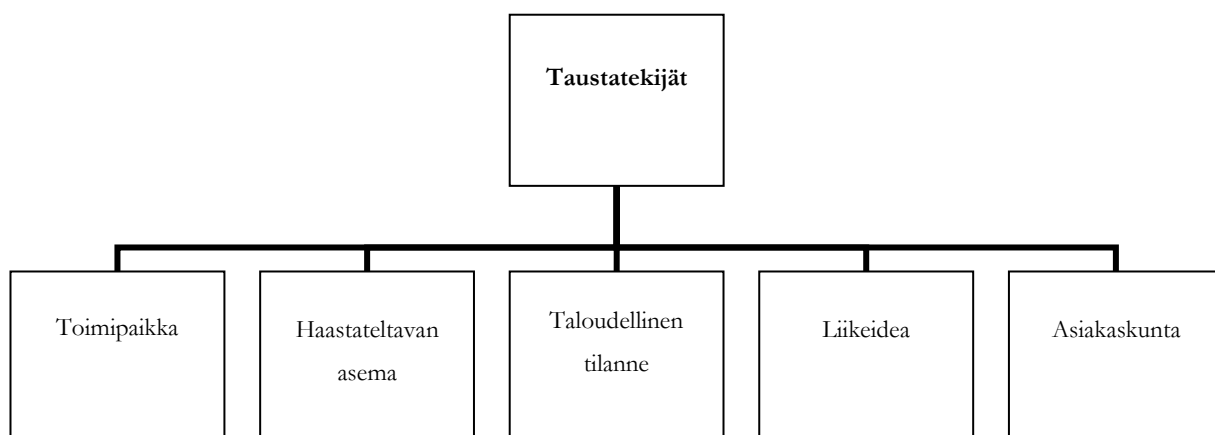 Taustatekijät
Toimipaikka
Haastateltavan
asema
Taloudellinen
tilanne
Liikeidea
Asiakaskunta